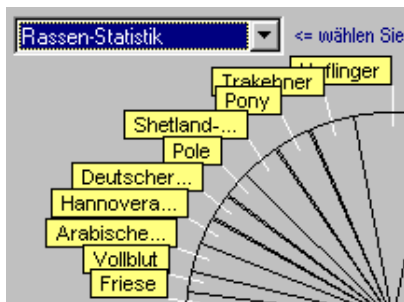 Rassen-Statistik
<= wählen Sie
Haflinger
Trakehner
Pony
Shetland-...
Pole
Deutscher...
Hannovera...
Arabische...
Vollblut
Friese